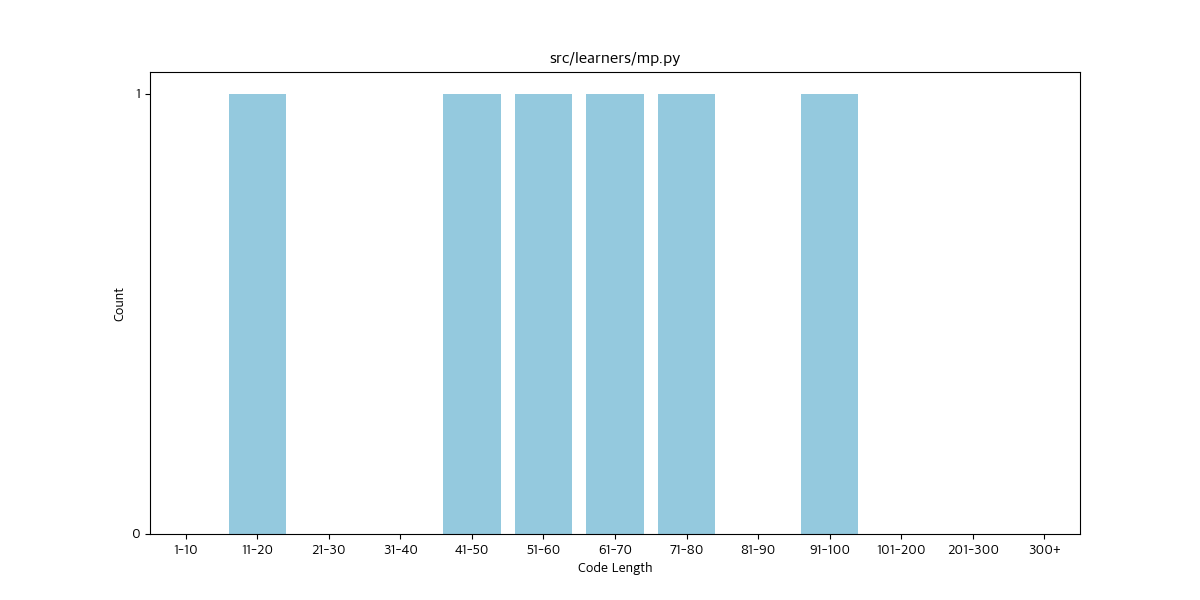 src/learners/mp.py
1
Count
0
1-10 11-20 21-30 31-40 41-50 51-60 61-70 71-80 81-90 91-100 101-200 201-300 300+
Code Length